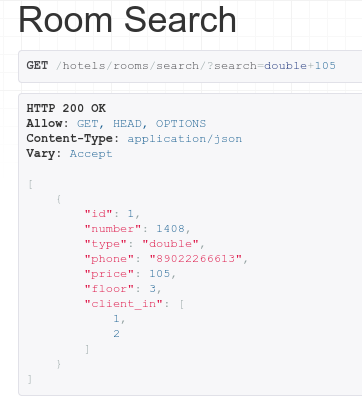 Room Search
GET /hotels/rooms/search/?search=double+105
HTTP 200 OK
Allow: GET, HEAD, OPTIONS
Content-Type: application/json
Vary: Accept
[
    {
        "id": 1,
        "number": 1408,
        "type": "double",
        "phone": "89022266613",
        "price": 105,
        "floor": 3,
        "client_in": [
            1,
            2
        ]
    }
]